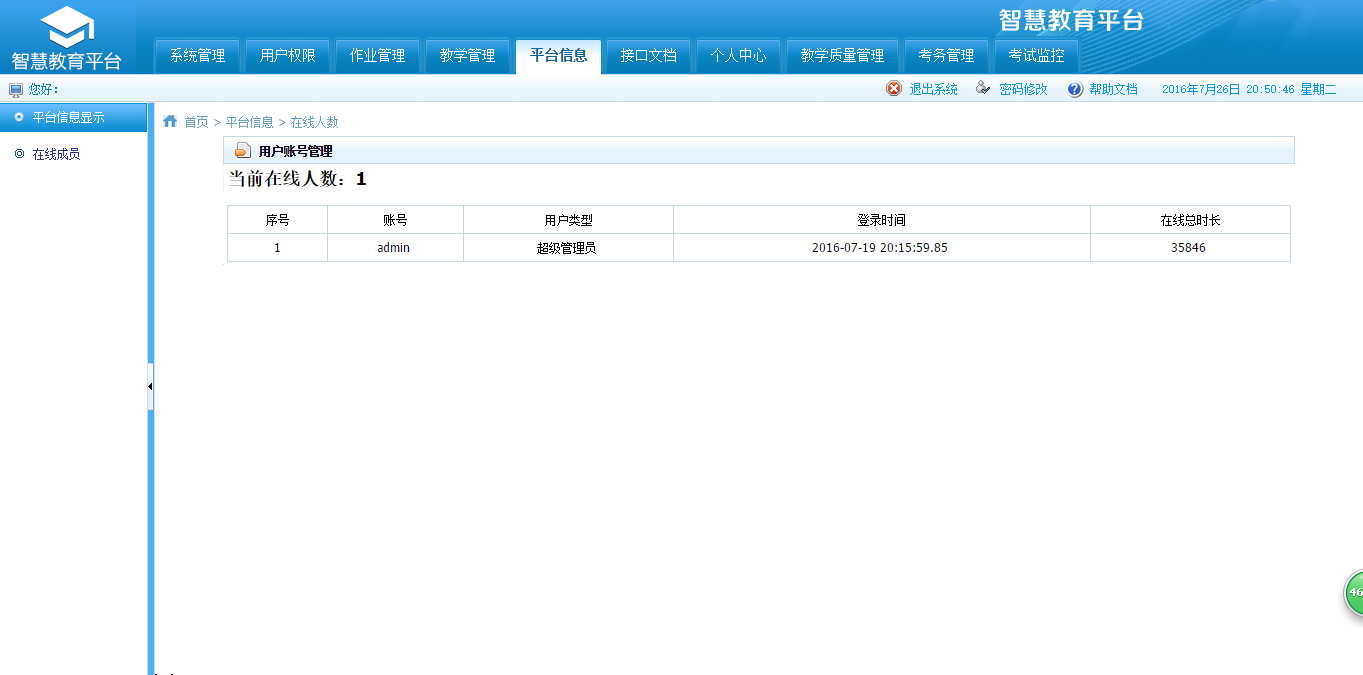 智慧教育平台
智慧教育平台
系统管理 用户权限 作业管理 教学管理 平台信息 接口文档 个人中心 教学质量管理 考务管理 考试监控
您好： 退出系统 密码修改 帮助文档 2016年7月26日 20:50:46 星期二
平台信息显示
在线成员
首页 > 平台信息 > 在线人数
用户账号管理
当前在线人数：1
序号 账号 用户类型 登录时间 在线总时长
1 admin 超级管理员 2016-07-19 20:15:59.85 35846
46